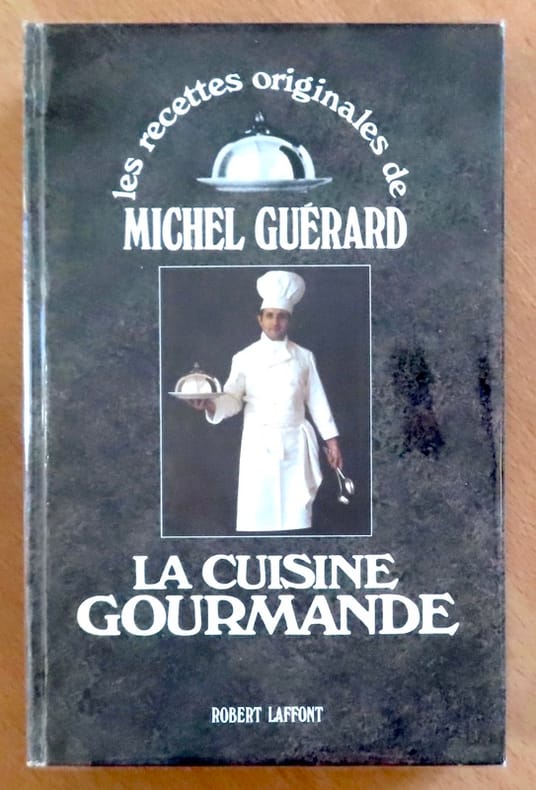 les recettes originales de
MICHEL GUÉRARD
LA CUISINE
GOURMANDE
ROBERT LAFFONT